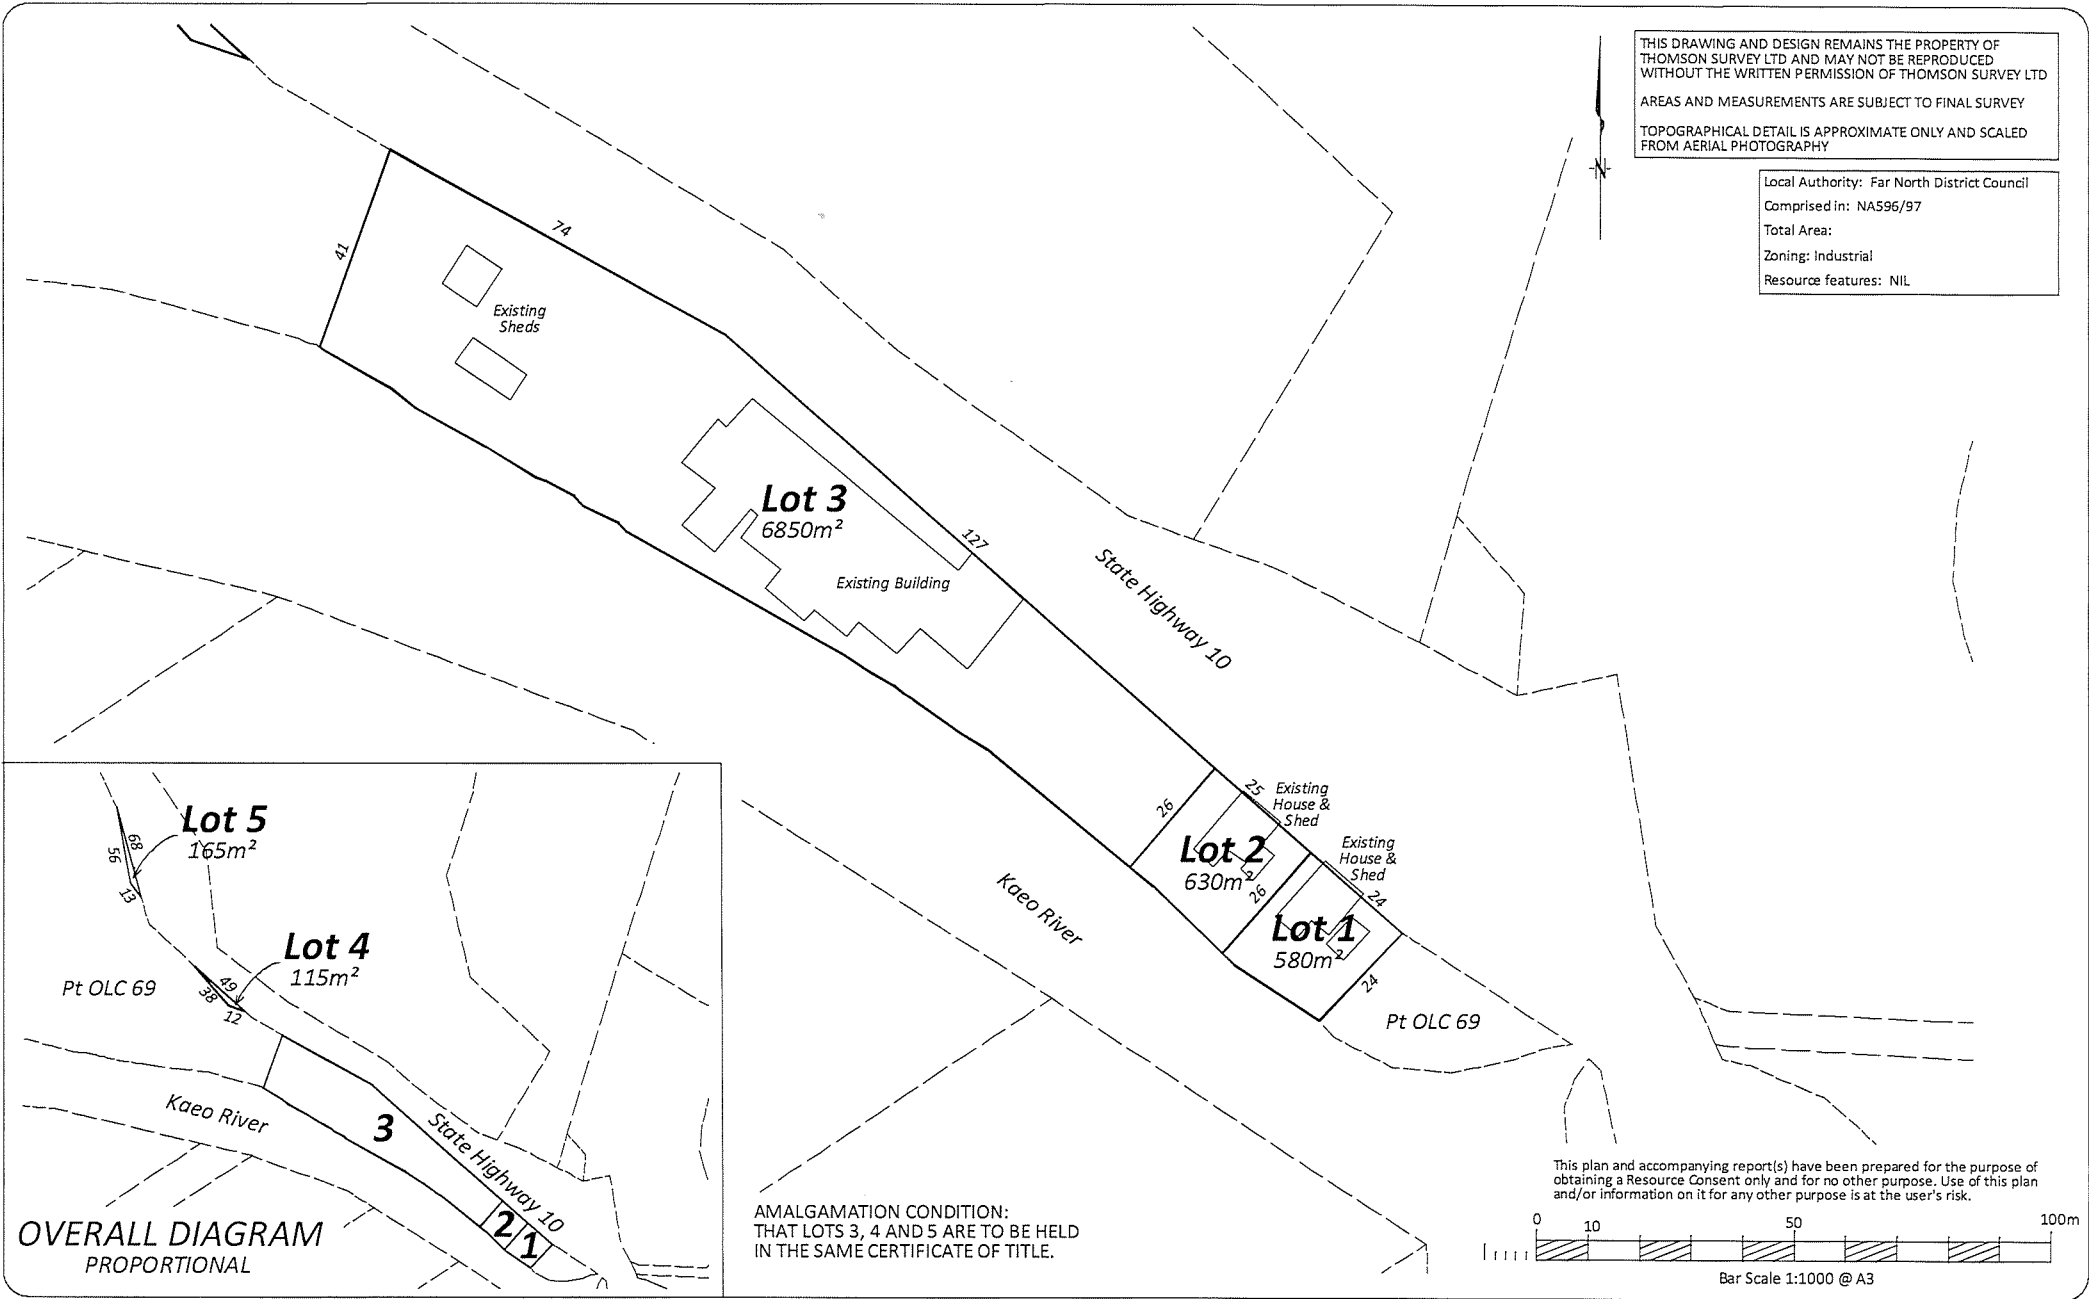 THIS DRAWING AND DESIGN REMAINS THE PROPERTY OF
THOMSON SURVEY LTD AND MAY NOT BE REPRODUCED
WITHOUT THE WRITTEN PERMISSION OF THOMSON SURVEY LTD
AREAS AND MEASUREMENTS ARE SUBJECT TO FINAL SURVEY
TOPOGRAPHICAL DETAIL IS APPROXIMATE ONLY AND SCALED
FROM AERIAL PHOTOGRAPHY
N
Local Authority: Far North District Council
Comprised in: NA596/97
Total Area:
Zoning: Industrial
Resource features: NIL
74
41
Existing
Sheds
Lot 3
6850m²
127
Existing Building
State Highway 10
25
Existing
House &
Shed
26
Lot 2
630m²
2
Existing
House &
Shed
24
26
Lot 1
580m²
2
24
Kaeo River
Pt OLC 69
Lot 5
165m²
68
56
13
Lot 4
115m²
49
38
12
Pt OLC 69
Kaeo River
3
State Highway 10
2
1
OVERALL DIAGRAM
PROPORTIONAL
AMALGAMATION CONDITION:
THAT LOTS 3, 4 AND 5 ARE TO BE HELD
IN THE SAME CERTIFICATE OF TITLE.
This plan and accompanying report(s) have been prepared for the purpose of
obtaining a Resource Consent only and for no other purpose. Use of this plan
and/or information on it for any other purpose is at the user's risk.
0 10 50 100m
Bar Scale 1:1000 @ A3